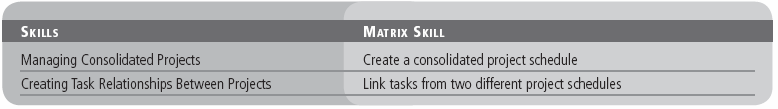 SKILLS MATRIX SKILL
Managing Consolidated Projects Create a consolidated project schedule
Creating Task Relationships Between Projects Link tasks from two different project schedules